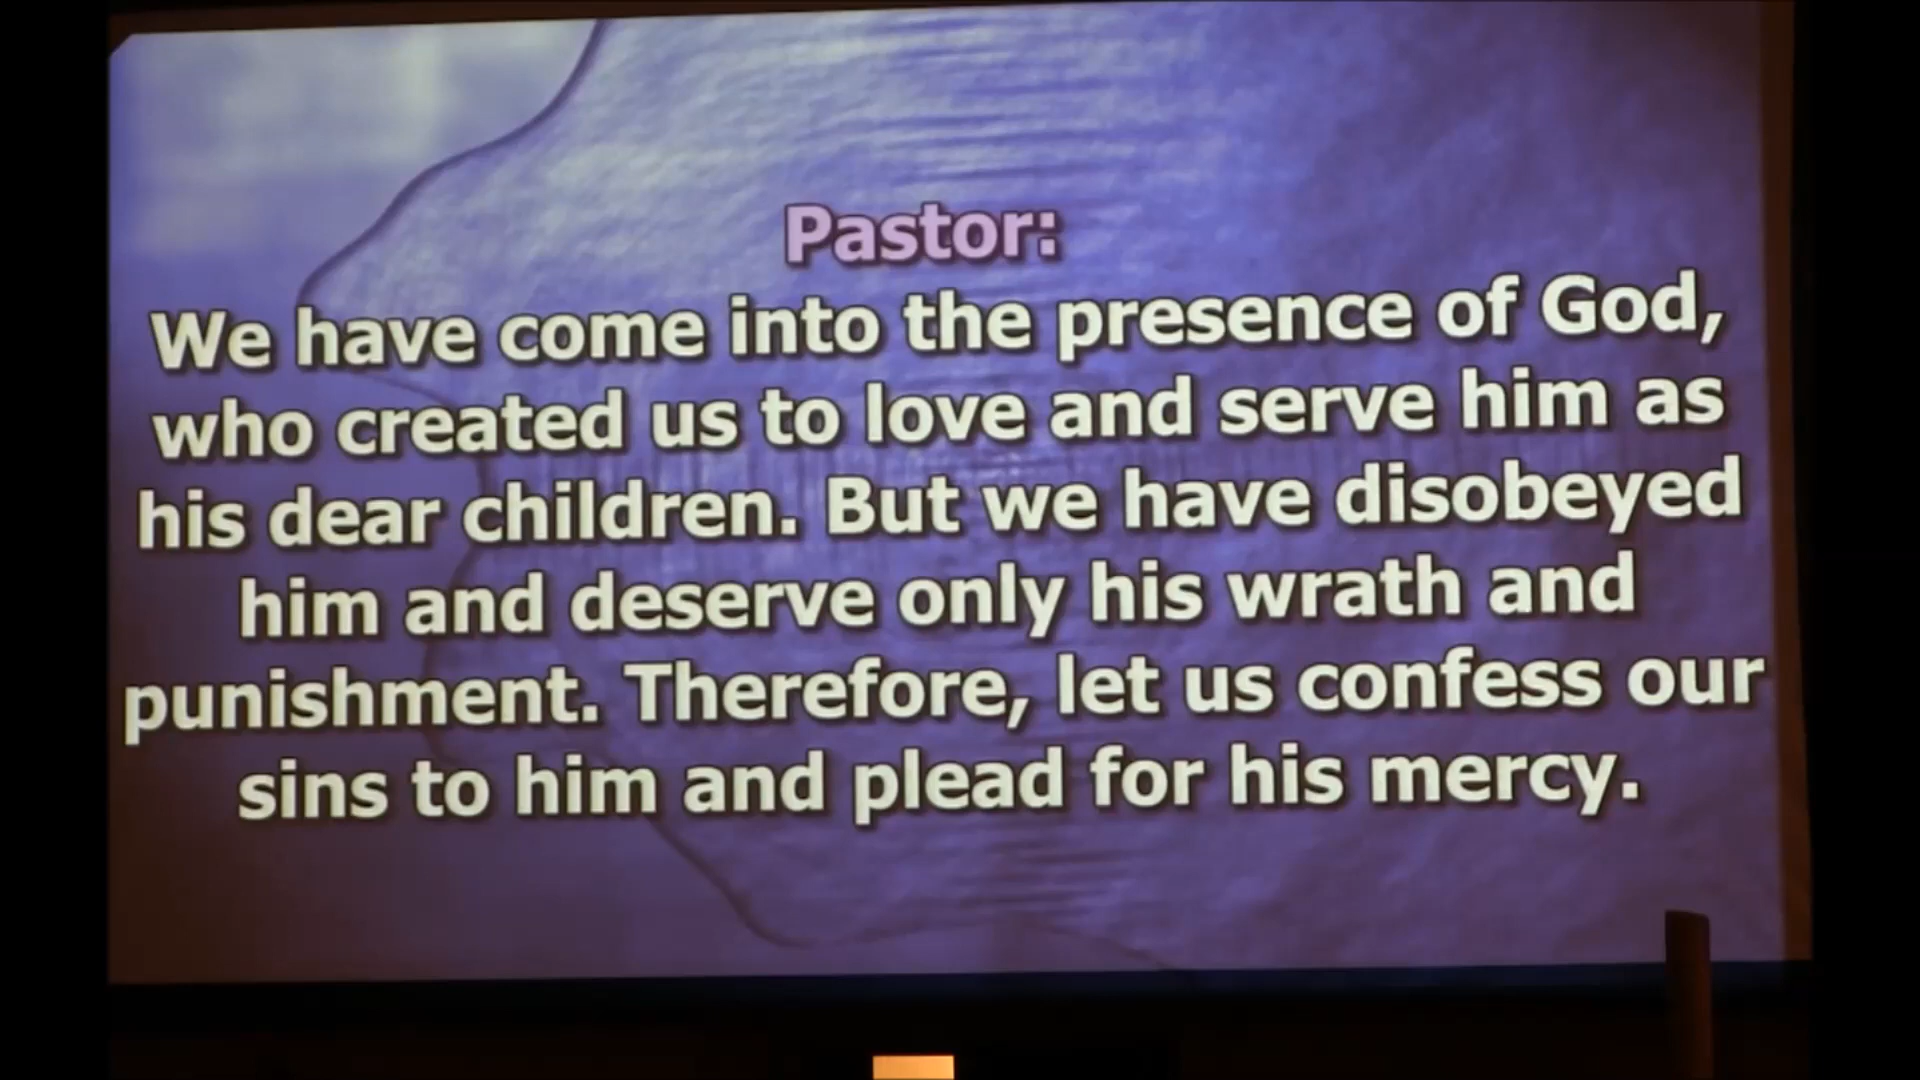 Pastor:
We have come into the presence of God,
who created us to love and serve him as
his dear children. But we have disobeyed
him and deserve only his wrath and
punishment. Therefore, let us confess our
sins to him and plead for his mercy.